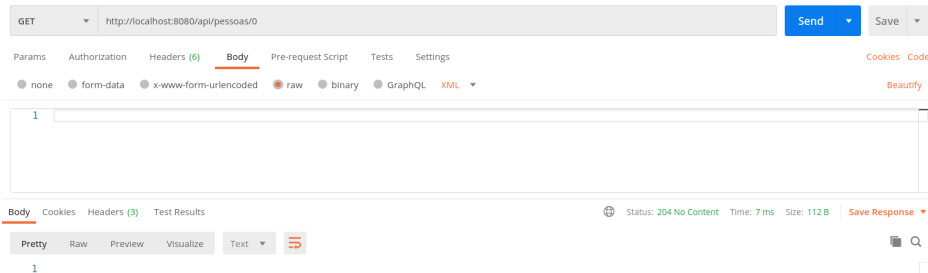 GET http://localhost:8080/api/pessoas/0 Send Save
Params Authorization Headers (6) Body Pre-request Script Tests Settings Cookies Code
none form-data x-www-form-urlencoded raw binary GraphQL XML Beautify
1
Body Cookies Headers (3) Test Results Status: 204 No Content Time: 7 ms Size: 112 B Save Response
Pretty Raw Preview Visualize Text
1